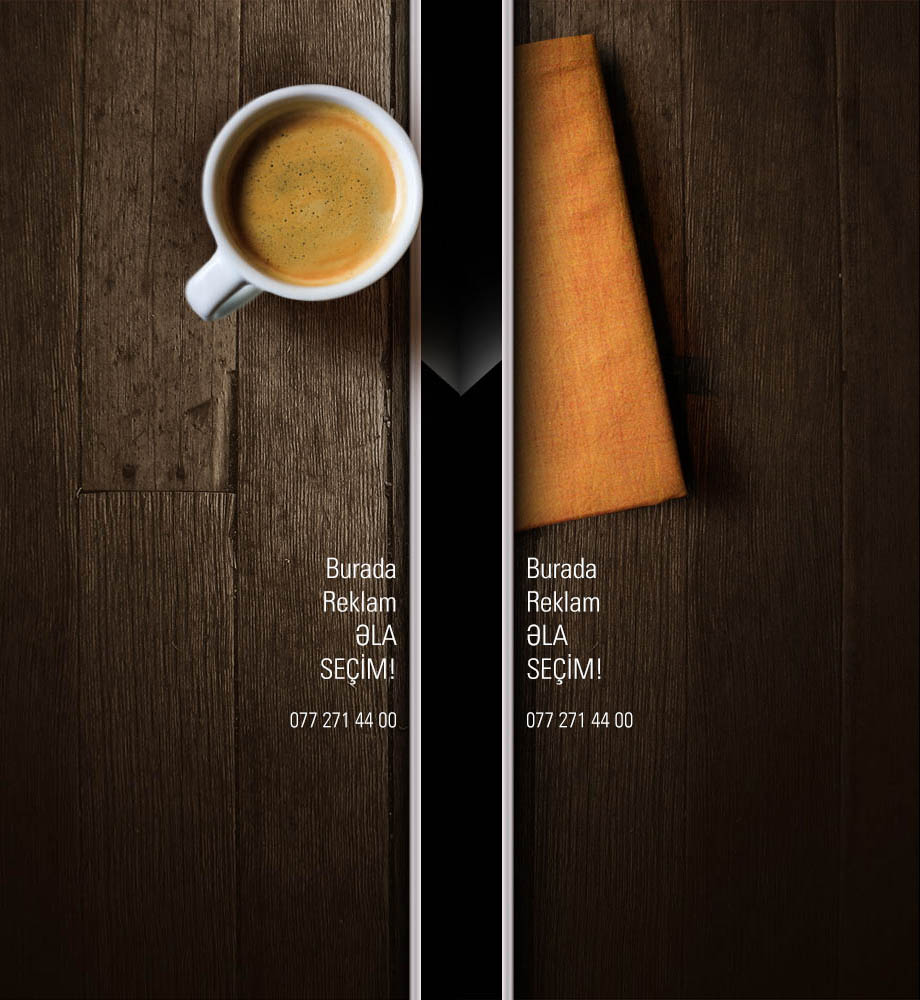 Burada
Reklam
ƏLA
SEÇİM!
077 271 44 00
Burada
Reklam
ƏLA
SEÇİM!
077 271 44 00